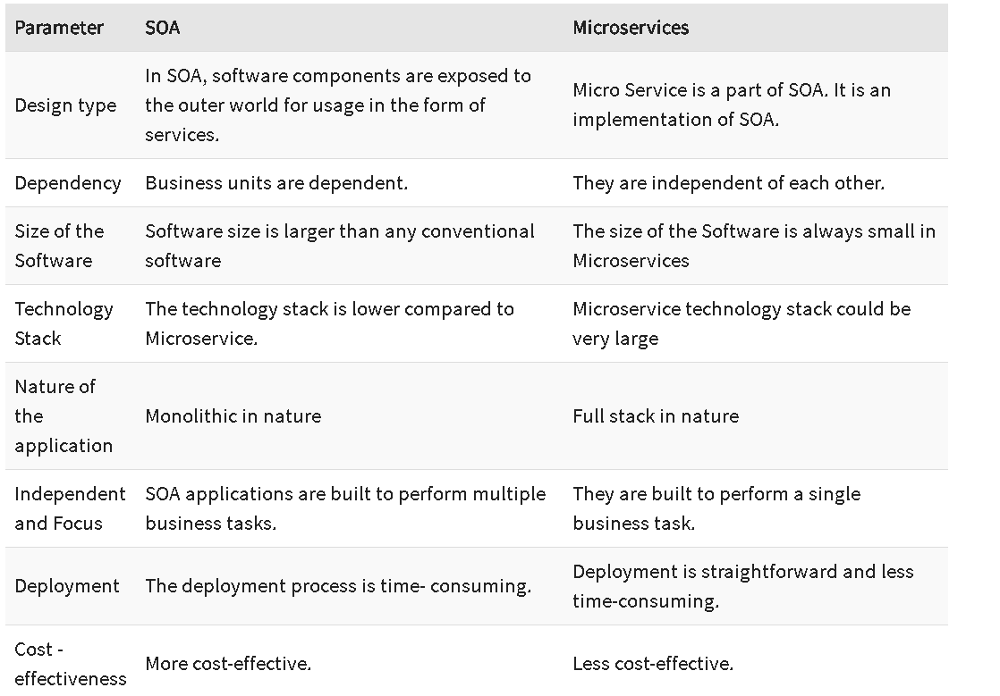 Parameter SOA Microservices
In SOA, software components are exposed to
Design type the outer world for usage in the form of
services.
Micro Service is a part of SOA. It is an
implementation of SOA.
Dependency Business units are dependent. They are independent of each other.
Size of the
Software
Software size is larger than any conventional
software
The size of the Software is always small in
Microservices
Technology
Stack
The technology stack is lower compared to
Microservice.
Microservice technology stack could be
very large
Nature of
the
application
Monolithic in nature
Full stack in nature
Independent
and Focus
SOA applications are built to perform multiple
business tasks.
They are built to perform a single
business task.
Deployment
The deployment process is time- consuming.
Deployment is straightforward and less
time-consuming.
Cost -
effectiveness
More cost-effective.
Less cost-effective.